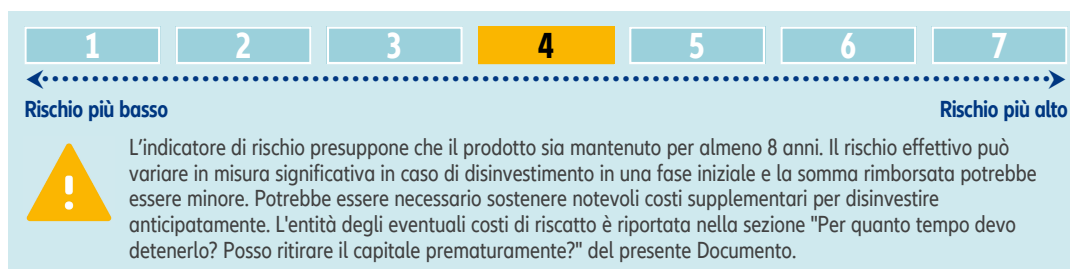 1 2 3 4 5 6 7
Rischio più basso Rischio più alto
L'indicatore di rischio presuppone che il prodotto sia mantenuto per almeno 8 anni. Il rischio effettivo può
variare in misura significativa in caso di disinvestimento in una fase iniziale e la somma rimborsata potrebbe
essere minore. Potrebbe essere necessario sostenere notevoli costi supplementari per disinvestire
anticipatamente. L'entità degli eventuali costi di riscatto è riportata nella sezione "Per quanto tempo devo
detenerlo? Posso ritirare il capitale prematuramente?" del presente Documento.